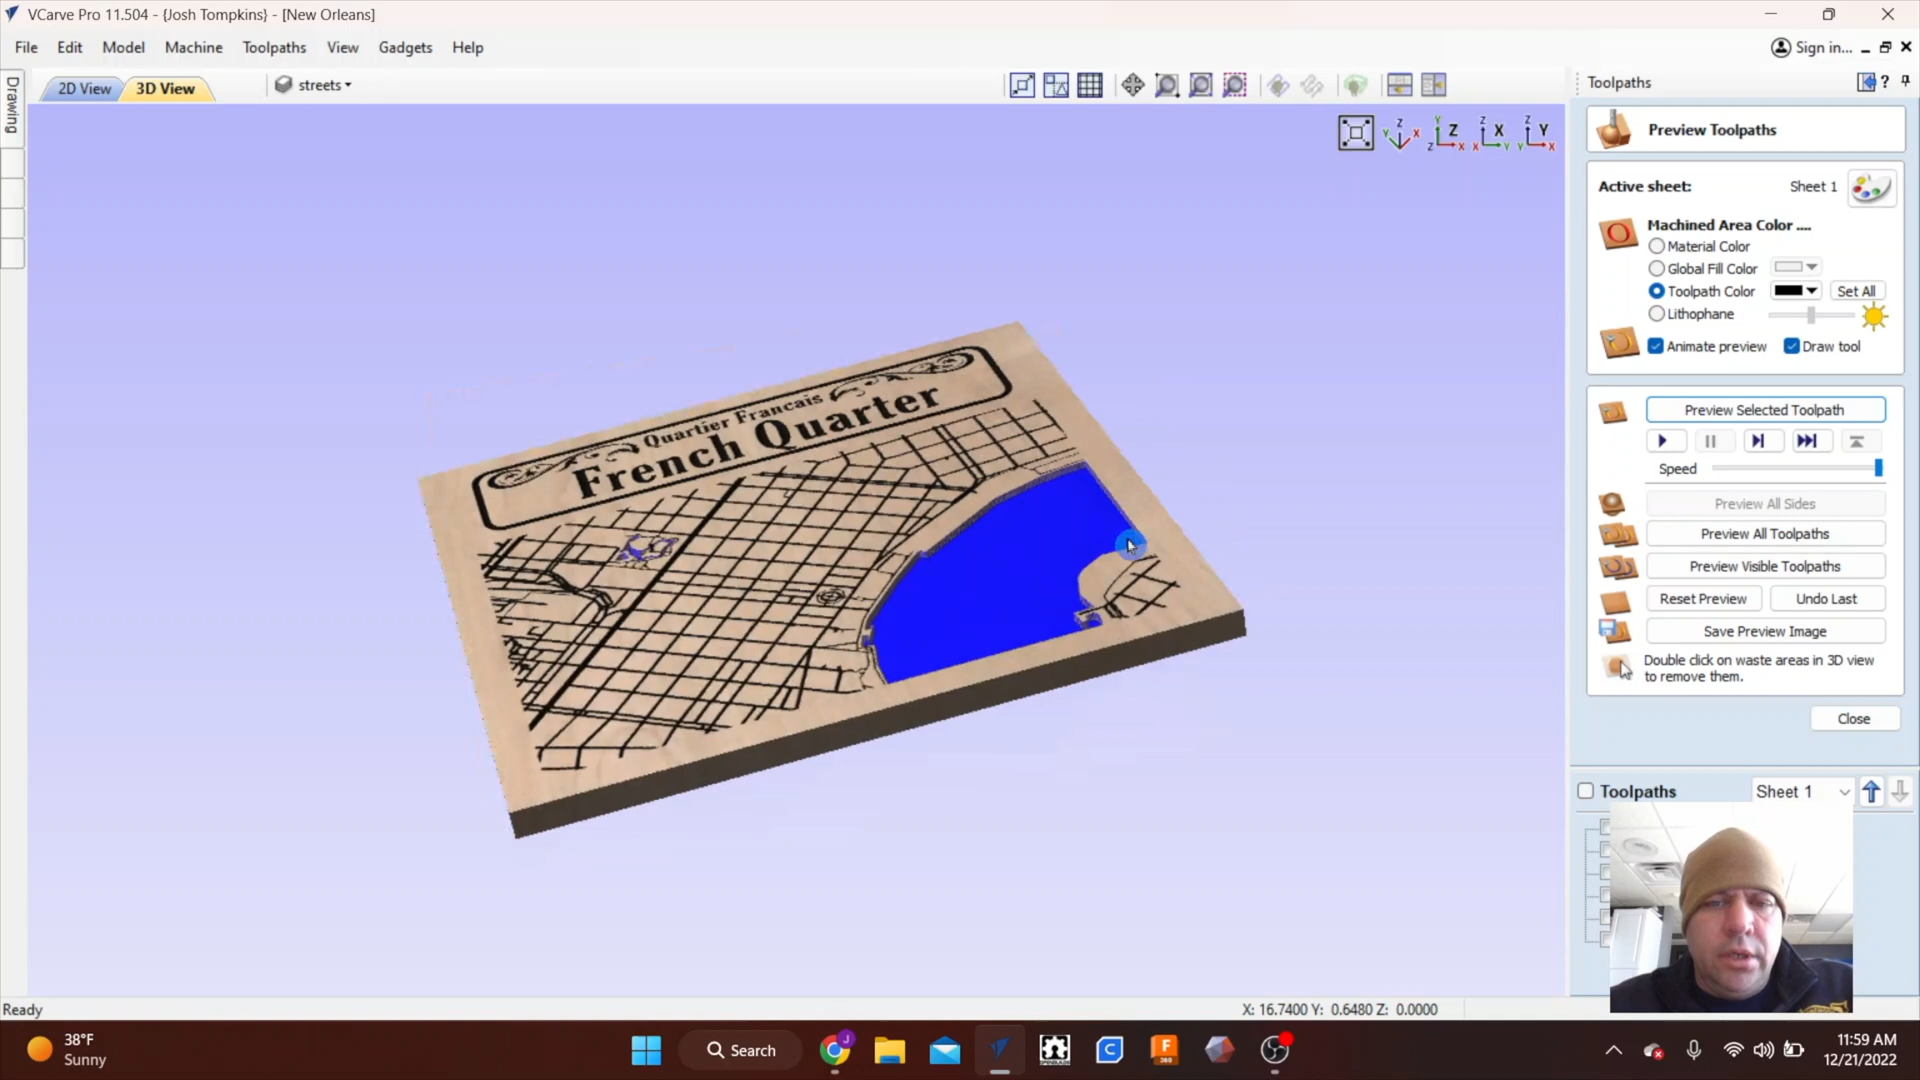 VCarve Pro 11.504 - {Josh Tompkins} - [New Orleans]
File Edit Model Machine Toolpaths View Gadgets Help
Sign in...
Drawing
2D View 3D View streets
Toolpaths ?
Z X Y
Preview Toolpaths
Active sheet: Sheet 1
Machined Area Color ....
Material Color
Global Fill Color
Toolpath Color Set All
Lithophane
Animate preview Draw tool
Preview Selected Toolpath
Speed
Preview All Sides
Preview All Toolpaths
Preview Visible Toolpaths
Reset Preview Undo Last
Save Preview Image
Double click on waste areas in 3D view
to remove them.
Close
Quartier Francais
French Quarter
Toolpaths Sheet 1
Ready X: 16.7400 Y: 0.6480 Z: 0.0000
38°F
Sunny
Search
11:59 AM
12/21/2022